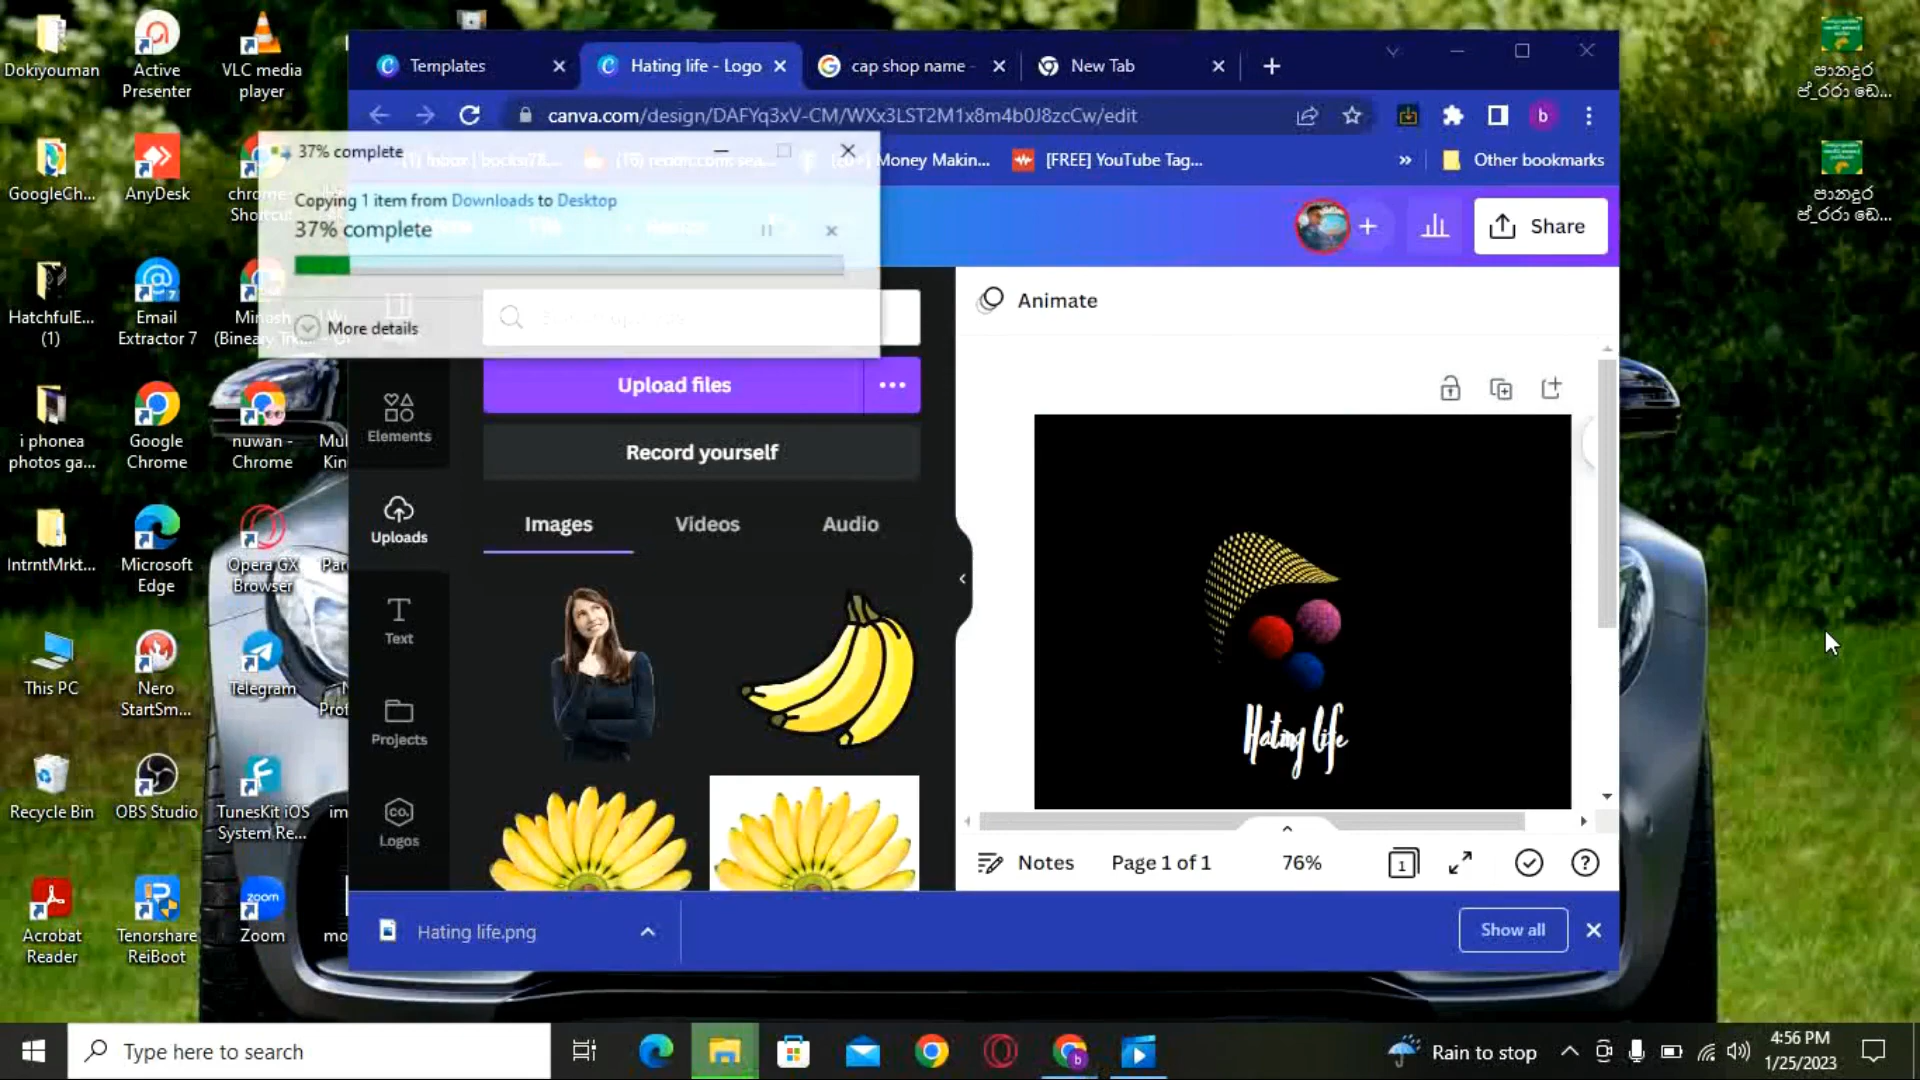 Dokiyouman
Active
Presenter
VLC media
player
GoogleCh...
AnyDesk
HatchfulE...
(1)
Email
Extractor 7
i phonea
photos ga...
Google
Chrome
nuwan -
Chrome
IntrntMrkt...
Microsoft
Edge
Opera GX
Browser
This PC
Nero
StartSm...
Telegram
Recycle Bin
OBS Studio
TunesKit iOS
System Re...
Acrobat
Reader
Tenorshare
ReiBoot
zoom
Zoom
Templates
Hating life - Logo
cap shop name -
New Tab
canva.com/design/DAFYq3xV-CM/WXx3LST2M1x8m4b0J8zcCw/edit
b
Money Makin...
[FREE] YouTube Tag...
»
Other bookmarks
37% complete
Copying 1 item from Downloads to Desktop
37% complete
More details
Share
Animate
Upload files
Record yourself
Images
Videos
Audio
Elements
Uploads
Text
Projects
CO.
Logos
Hating life
Notes
Page 1 of 1
76%
1
Hating life.png
Show all
පානදුර
Type here to search
Rain to stop
4:56 PM
1/25/2023